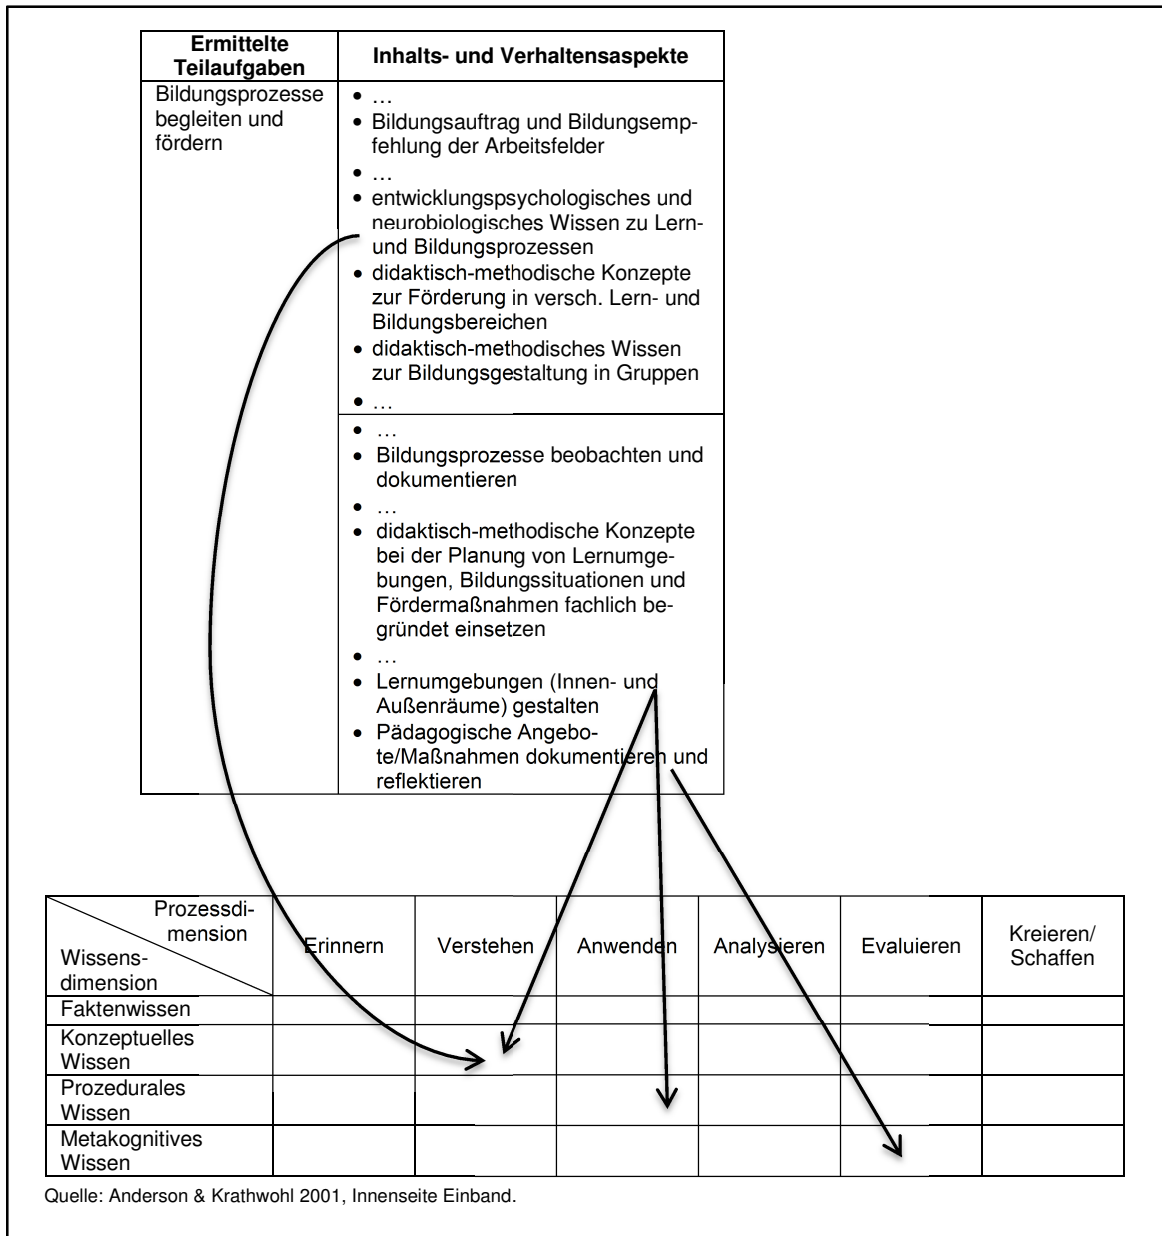 Ermittelte
Teilaufgaben
Inhalts- und Verhaltensaspekte
Bildungsprozesse
begleiten und
fördern
• …
• Bildungsauftrag und Bildungsemp-
fehlung der Arbeitsfelder
• …
• entwicklungspsychologisches und
neurobiologisches Wissen zu Lern-
und Bildungsprozessen
• didaktisch-methodische Konzepte
zur Förderung in versch. Lern- und
Bildungsbereichen
• didaktisch-methodisches Wissen
zur Bildungsgestaltung in Gruppen
• …
• …
• Bildungsprozesse beobachten und
dokumentieren
• …
• didaktisch-methodische Konzepte
bei der Planung von Lernumge-
bungen, Bildungssituationen und
Fördermaßnahmen fachlich be-
gründet einsetzen
• …
• Lernumgebungen (Innen- und
Außenräume) gestalten
• Pädagogische Angebo-
te/Maßnahmen dokumentieren und
reflektieren
Prozessdi-
mension
Wissens-
dimension
Erinnern
Verstehen
Anwenden
Analysieren
Evaluieren
Kreieren/
Schaffen
Faktenwissen
Konzeptuelles
Wissen
Prozedurales
Wissen
Metakognitives
Wissen
Quelle: Anderson & Krathwohl 2001, Innenseite Einband.